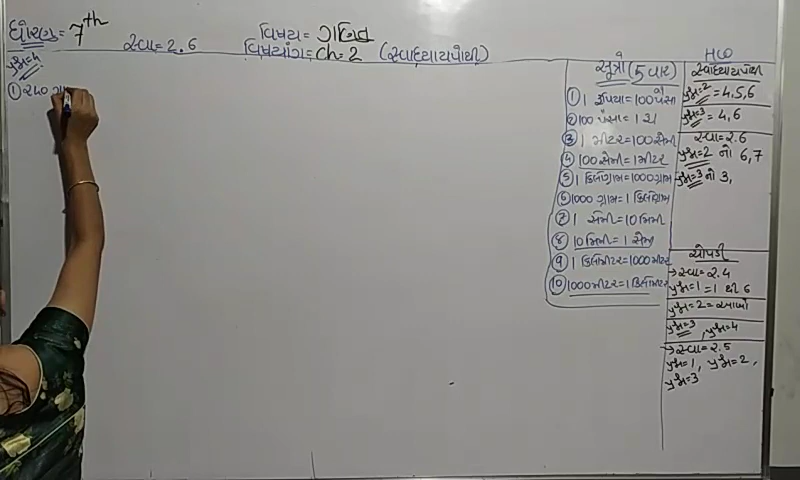 ધોરણ = 7th
સ્વા = 2.6
વિષય = ગણિત
વિષયાંગ = Ch = 2 (સ્વાધ્યાયપોથી)
પ્રશ્ન = 4.
① ૨૪૦ ગ્રા
સૂત્રો (5 વાર)
① 1 રૂપિયા = 100 પૈસા
② 100 પૈસા = 1 રૂા
③ 1 મીટર = 100 સેમી
④ 100 સેમી = 1 મીટર
⑤ 1 કિલોગ્રામ = 1000 ગ્રામ
⑥ 1000 ગ્રામ = 1 કિલોગ્રામ
⑦ 1 સેમી = 10 મિમી
⑧ 10 મિમી = 1 સેમી
⑨ 1 કિલોમીટર = 1000 મીટર
⑩ 1000 મીટર = 1 કિલોમીટર
HW
સ્વાધ્યાયપોથી
પ્રશ્ન = 2 = 4, 5, 6
પ્રશ્ન = 3 = 4, 6
સ્વા = 2.6
પ્રશ્ન = 2 નો 6, 7
પ્રશ્ન = 3 નો 3,
ચોપડી
→ સ્વા = 2.4
પ્રશ્ન = 1 = 1 થી 6
પ્રશ્ન = 2 = આખો
પ્રશ્ન = 3, પ્રશ્ન = 4
→ સ્વા = 2.5
પ્રશ્ન = 1, પ્રશ્ન = 2,
પ્રશ્ન = 3